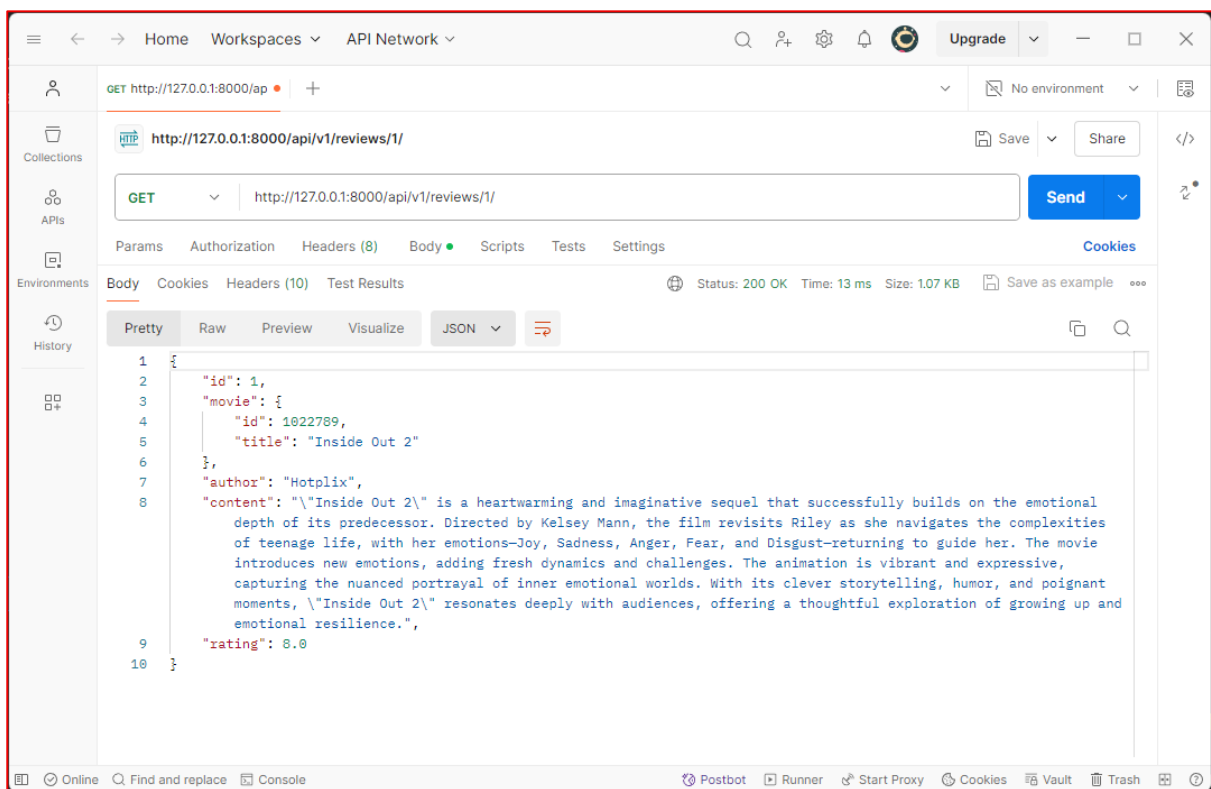 Home Workspaces API Network Upgrade
GET http://127.0.0.1:8000/ap No environment
HTTP http://127.0.0.1:8000/api/v1/reviews/1/ Save Share
Collections
GET http://127.0.0.1:8000/api/v1/reviews/1/ Send
APIs
Params Authorization Headers (8) Body Scripts Tests Settings Cookies
Environments
Body Cookies Headers (10) Test Results Status: 200 OK Time: 13 ms Size: 1.07 KB Save as example
History
Pretty Raw Preview Visualize JSON
1 {
2 "id": 1,
3 "movie": {
4 "id": 1022789,
5 "title": "Inside Out 2"
6 },
7 "author": "Hotplix",
8 "content": "\"Inside Out 2\" is a heartwarming and imaginative sequel that successfully builds on the emotional
depth of its predecessor. Directed by Kelsey Mann, the film revisits Riley as she navigates the complexities
of teenage life, with her emotions—Joy, Sadness, Anger, Fear, and Disgust—returning to guide her. The movie
introduces new emotions, adding fresh dynamics and challenges. The animation is vibrant and expressive,
capturing the nuanced portrayal of inner emotional worlds. With its clever storytelling, humor, and poignant
moments, \"Inside Out 2\" resonates deeply with audiences, offering a thoughtful exploration of growing up and
emotional resilience.",
9 "rating": 8.0
10 }
Online Find and replace Console Postbot Runner Start Proxy Cookies Vault Trash